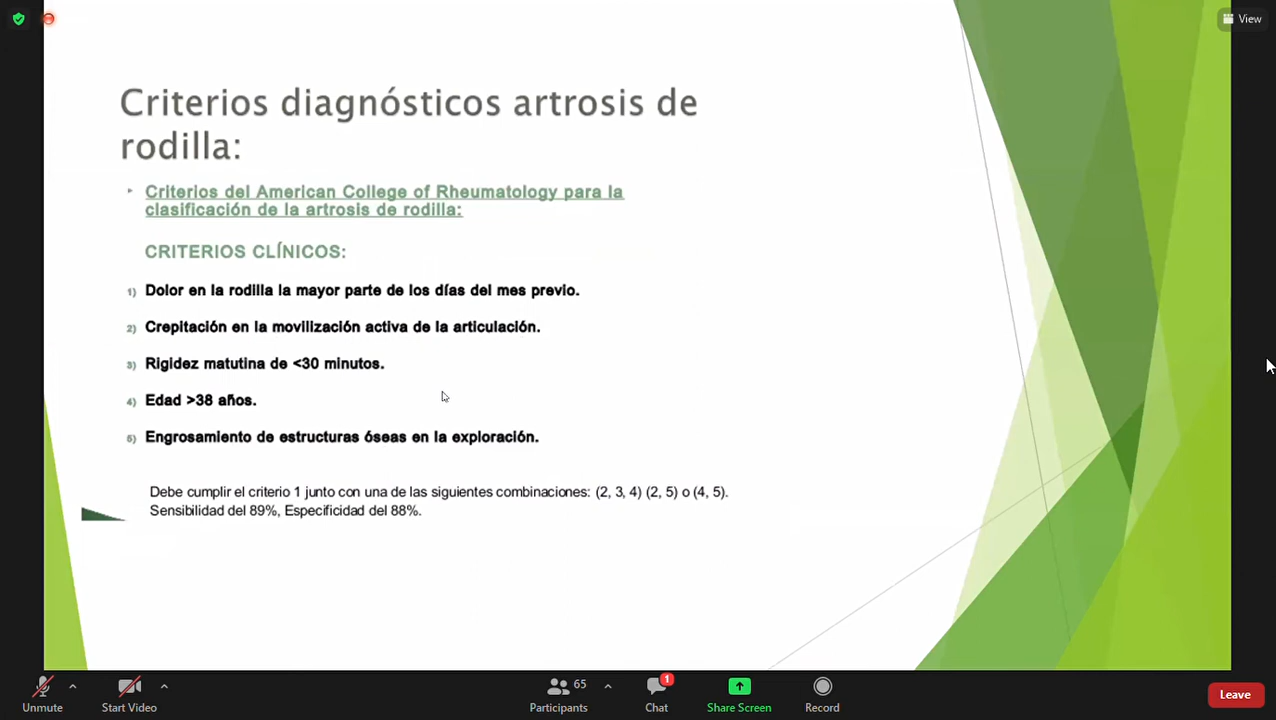 View
Criterios diagnósticos artrosis de
rodilla:
Criterios del American College of Rheumatology para la
clasificación de la artrosis de rodilla:
CRITERIOS CLÍNICOS:
1) Dolor en la rodilla la mayor parte de los días del mes previo.
2) Crepitación en la movilización activa de la articulación.
3) Rigidez matutina de <30 minutos.
4) Edad >38 años.
5) Engrosamiento de estructuras óseas en la exploración.
Debe cumplir el criterio 1 junto con una de las siguientes combinaciones: (2, 3, 4) (2, 5) o (4, 5).
Sensibilidad del 89%, Especificidad del 88%.
65
1
Unmute
Start Video
Participants
Chat
Share Screen
Record
Leave